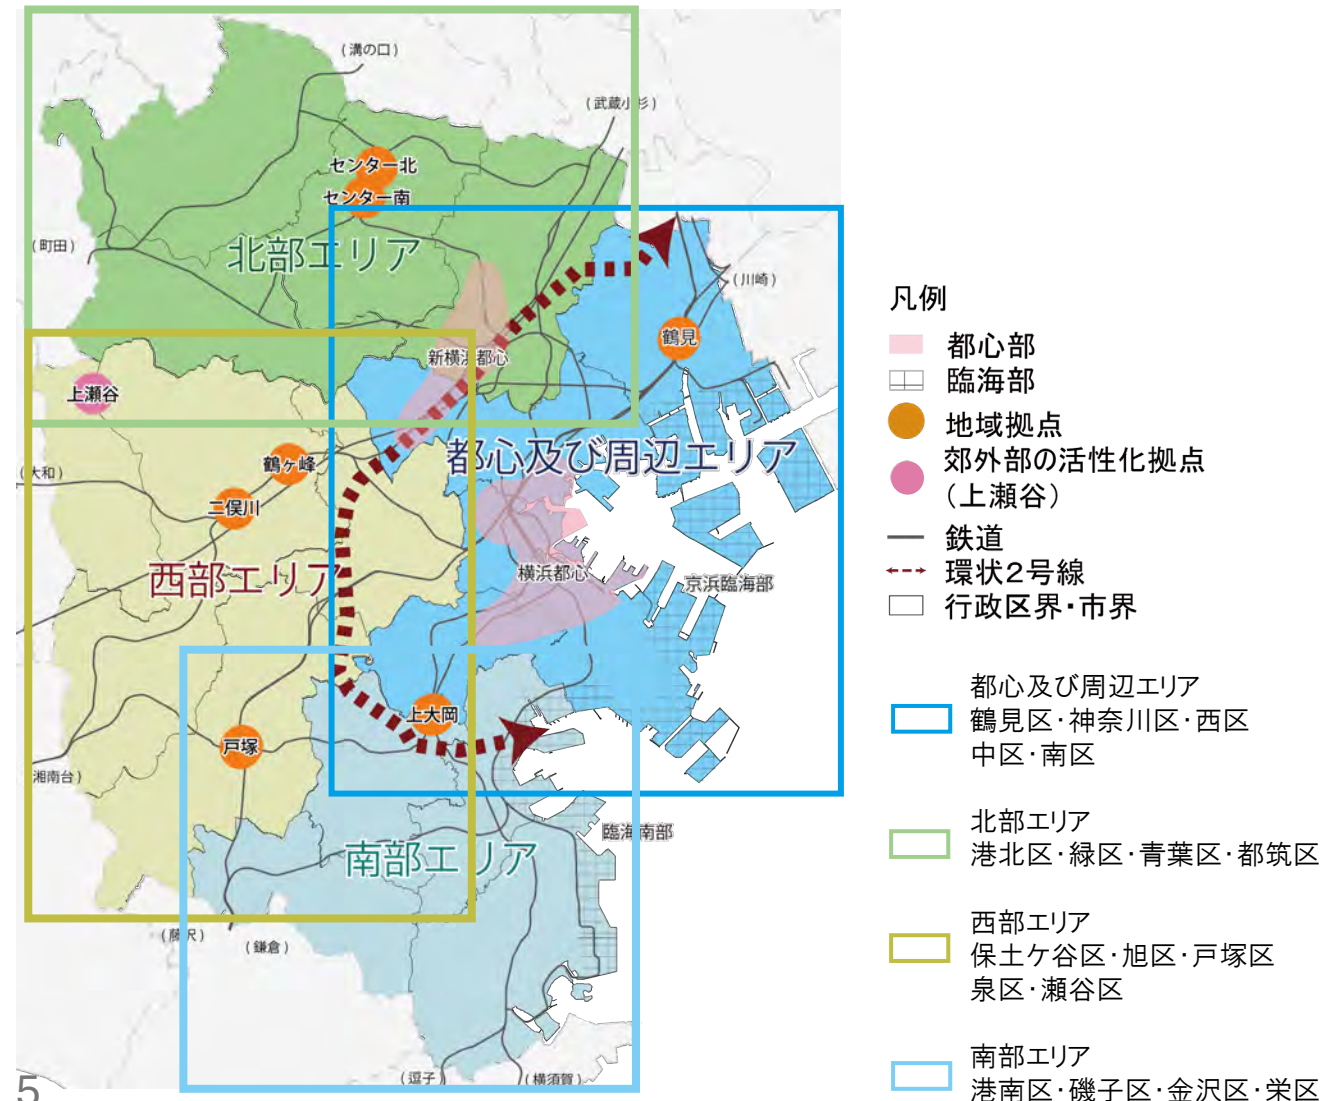 (溝の口)
(武蔵小杉)
センター北
センター南
(町田)
北部エリア
(川崎)
鶴見
新横浜都心
上瀬谷
都心及び周辺エリア
鶴ヶ峰
(大和)
二俣川
西部エリア
横浜都心
京浜臨海部
上大岡
戸塚
(湘南台)
臨海南部
南部エリア
(藤沢)
(鎌倉)
(逗子)
(横須賀)
5
凡例
都心部
臨海部
地域拠点
郊外部の活性化拠点
(上瀬谷)
鉄道
環状2号線
行政区界・市界
都心及び周辺エリア
鶴見区・神奈川区・西区
中区・南区
北部エリア
港北区・緑区・青葉区・都筑区
西部エリア
保土ケ谷区・旭区・戸塚区
泉区・瀬谷区
南部エリア
港南区・磯子区・金沢区・栄区